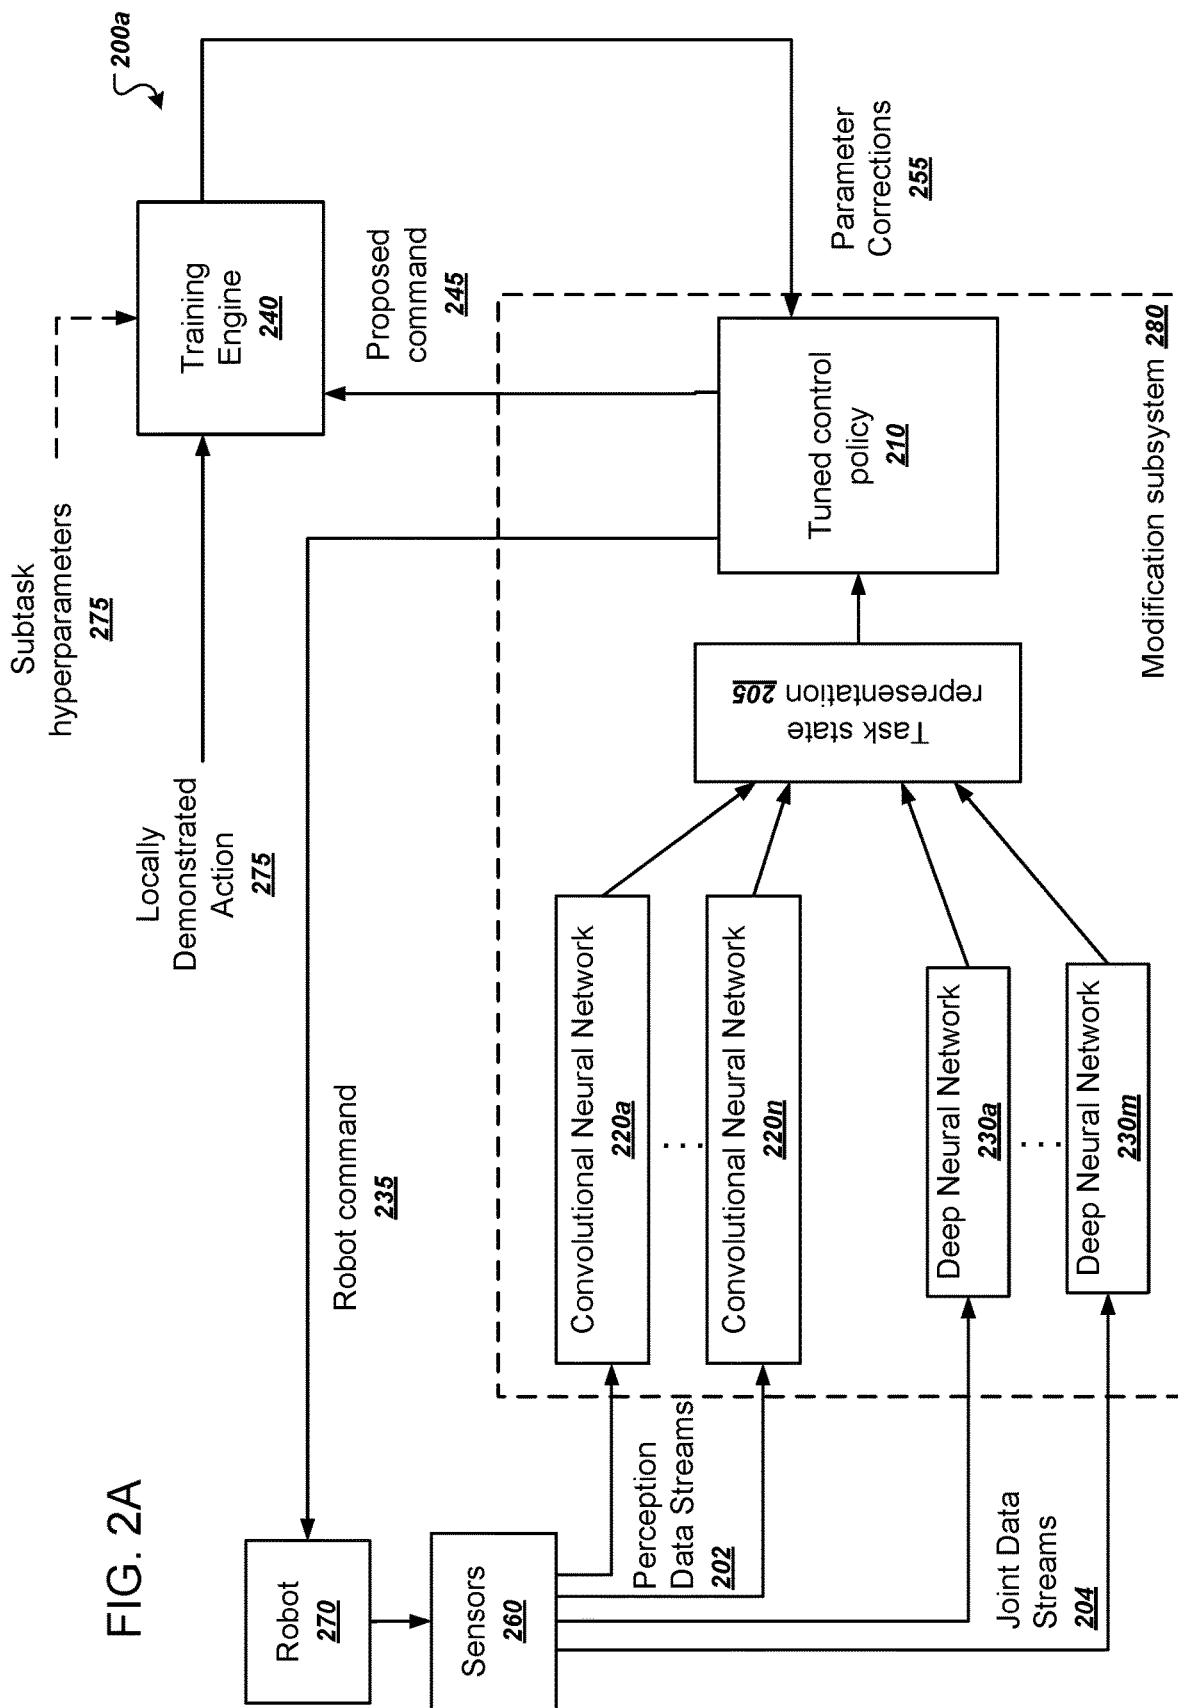 FIG. 2A
200a
Subtask
hyperparameters
275
Locally
Demonstrated
Action
275
Training
Engine
240
Robot
270
Robot command
235
Proposed
command
245
Parameter
Corrections
255
Sensors
260
Perception
Data Streams
202
Joint Data
Streams
204
Convolutional Neural Network
220a
...
Convolutional Neural Network
220n
Deep Neural Network
230a
...
Deep Neural Network
230m
Task state
representation 205
Tuned control
policy
210
Modification subsystem 280